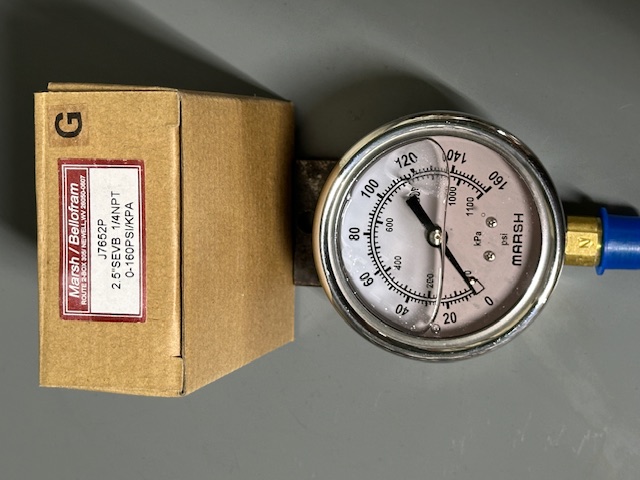 G
Marsh / Bellofram
J7652P
2.5"SEVB 1/4NPT
0-160PSI/KPA
0
20
40
60
80
100
120
140
160
200
400
600
1000
1100
kPa
psi
MARSH
N